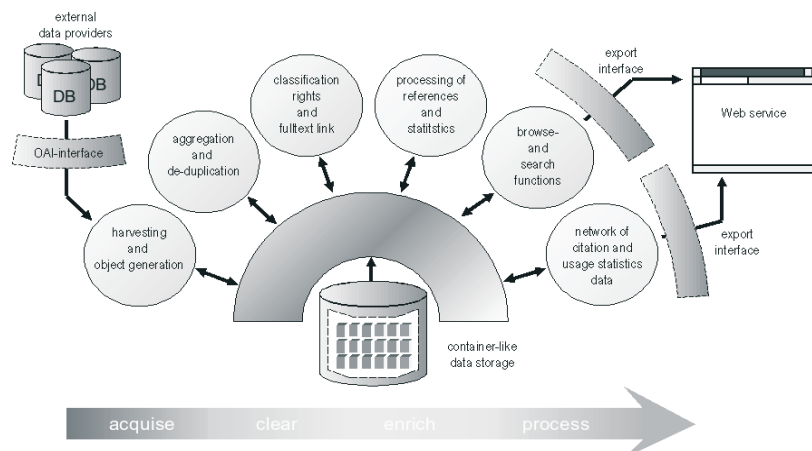 external
data providers
DB
DB
D
OAI-interface
harvesting
and
object generation
aggregation
and
de-duplication
classification
rights
and
fulltext link
processing of
references
and
statitstics
browse-
and
search
functions
network of
citation and
usage statistics
data
export
interface
Web service
export
interface
container-like
data storage
acquise clear enrich process